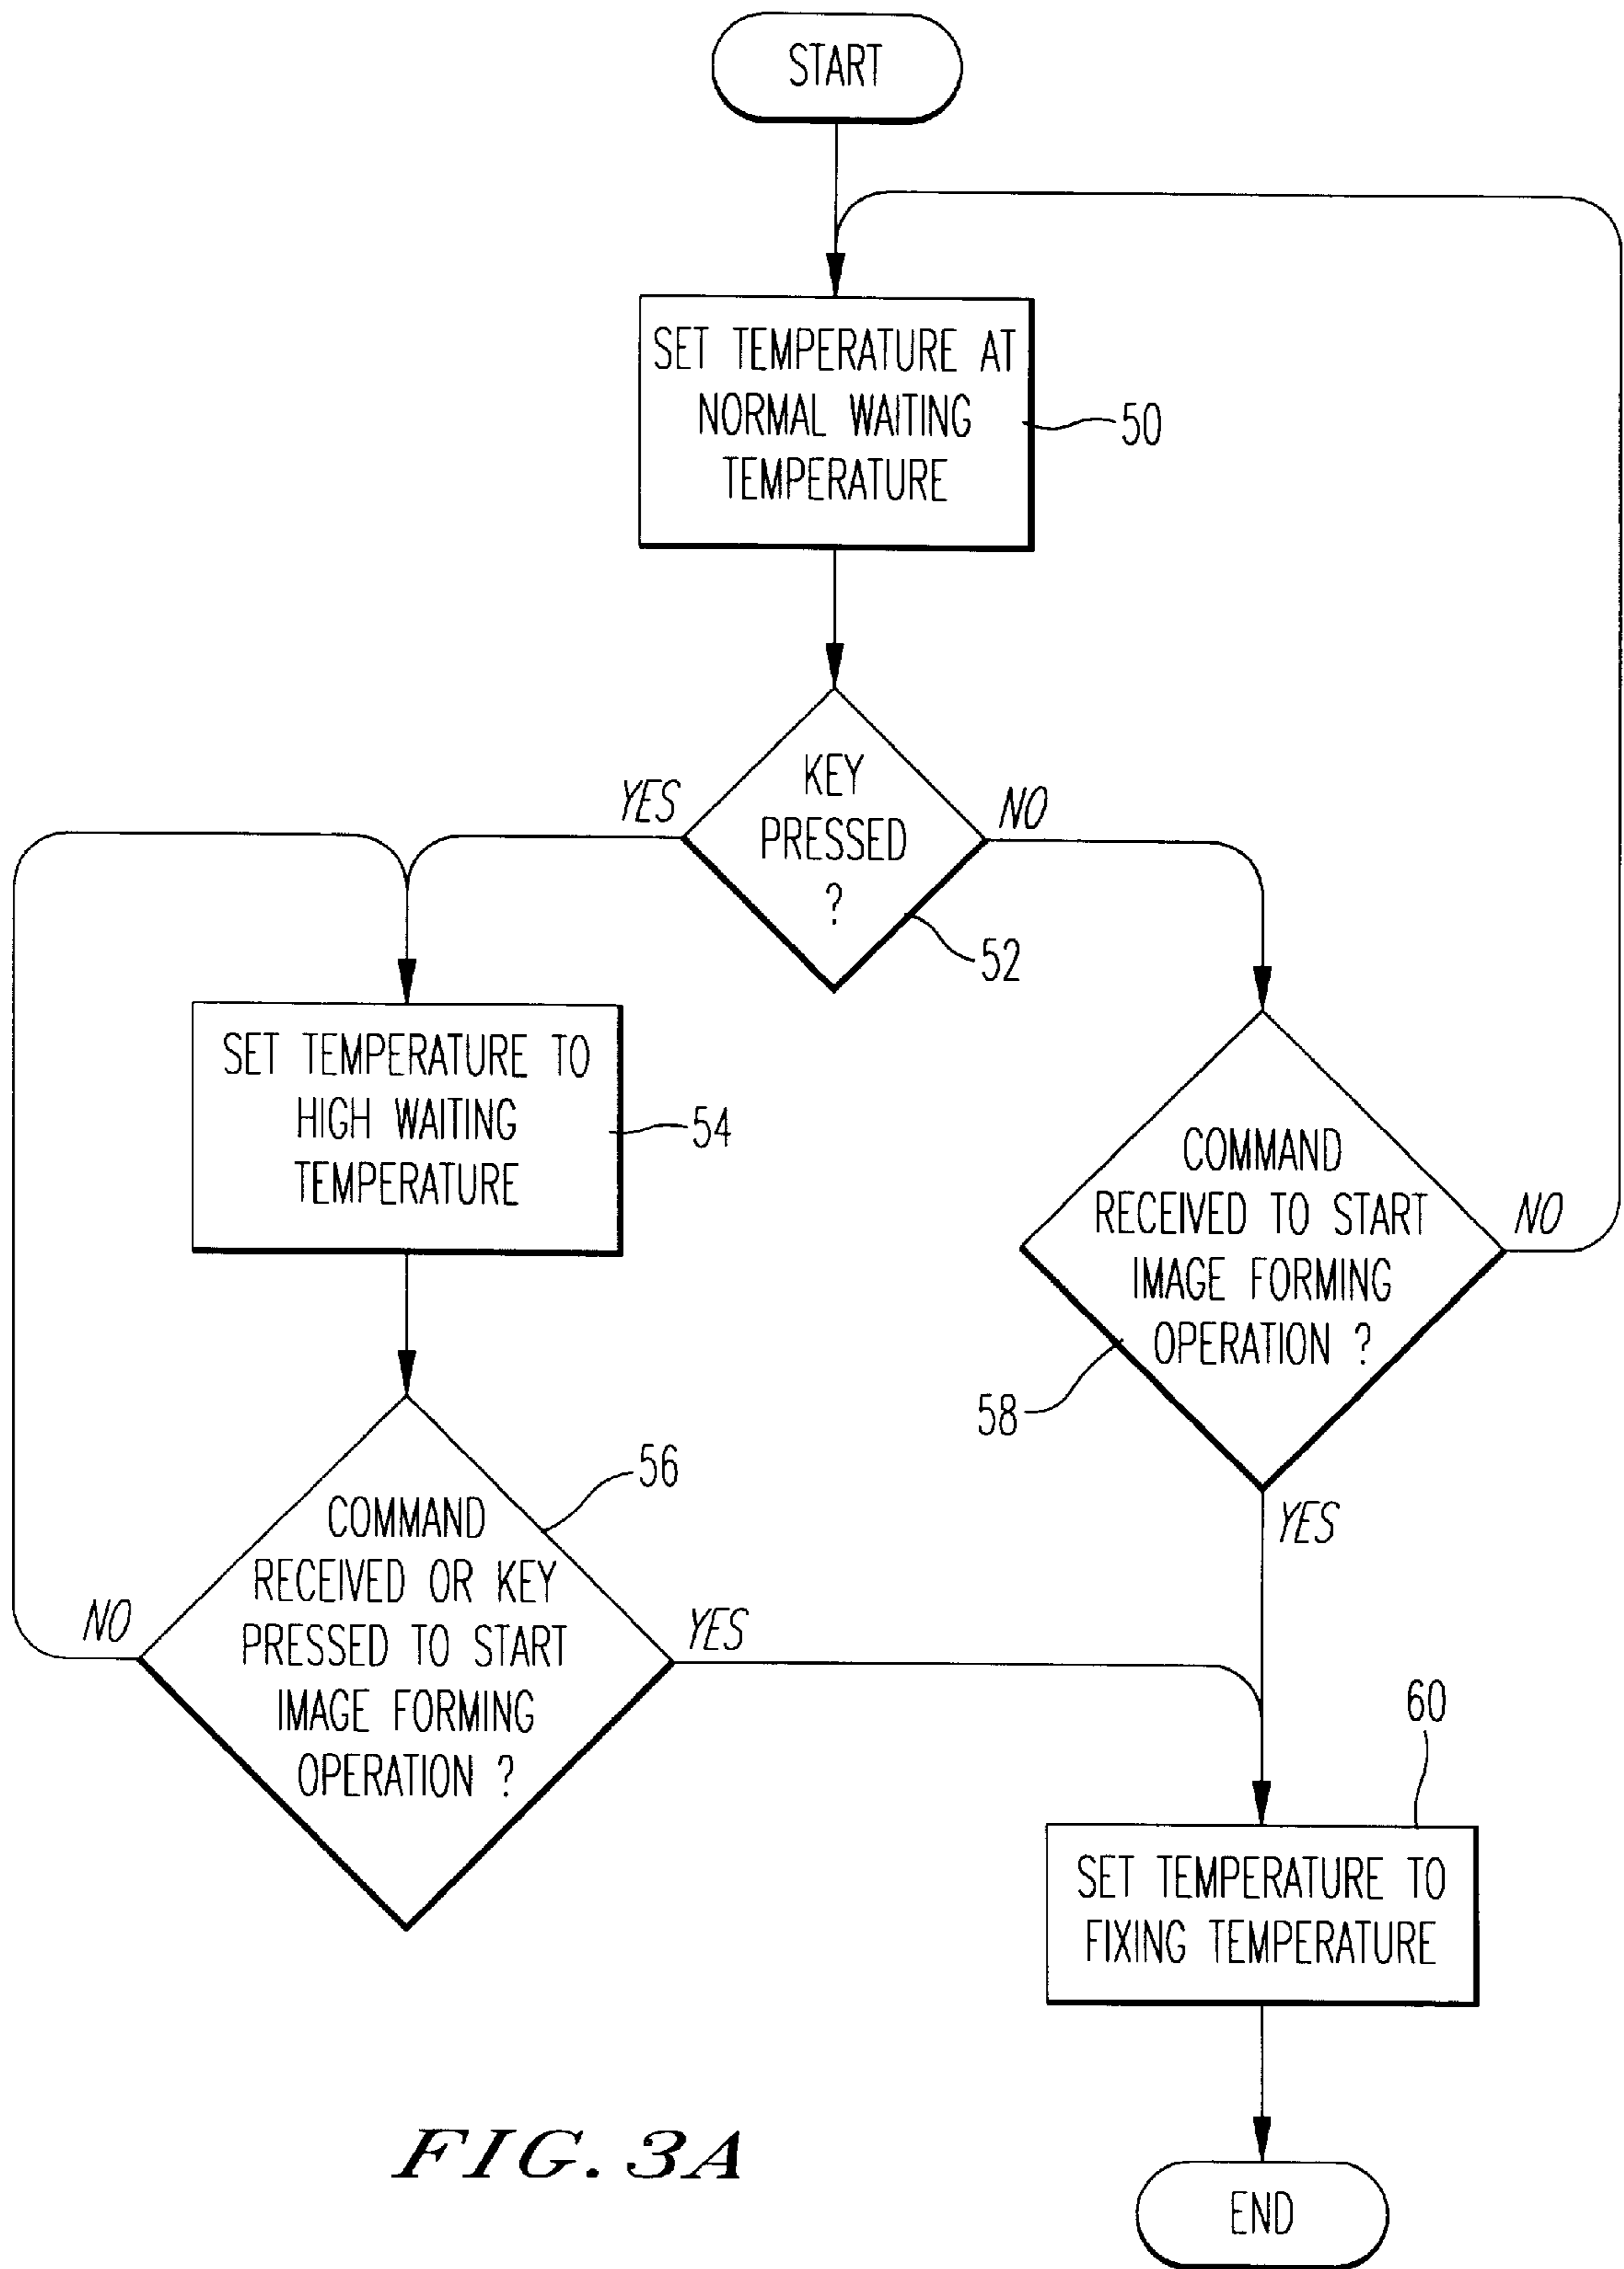 START
SET TEMPERATURE AT
NORMAL WAITING
TEMPERATURE
50
KEY
PRESSED
?
YES
NO
52
SET TEMPERATURE TO
HIGH WAITING
TEMPERATURE
54
COMMAND
RECEIVED TO START
IMAGE FORMING
OPERATION ?
NO
58
YES
56
COMMAND
RECEIVED OR KEY
PRESSED TO START
IMAGE FORMING
OPERATION ?
NO
YES
60
SET TEMPERATURE TO
FIXING TEMPERATURE
FIG. 3A
END